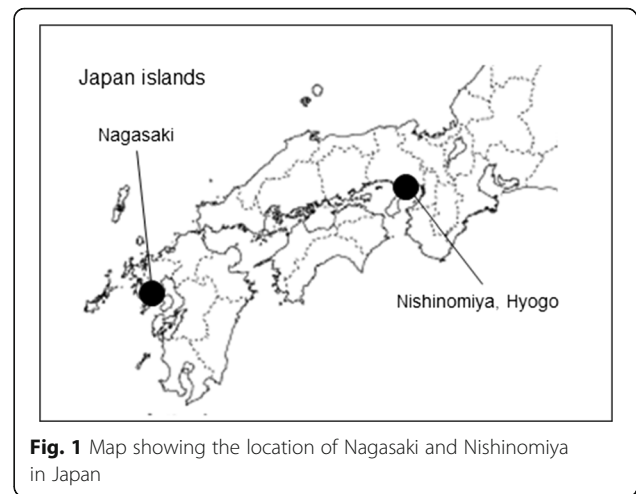 Japan islands
Nagasaki
Nishinomiya, Hyogo
Fig. 1 Map showing the location of Nagasaki and Nishinomiya
in Japan